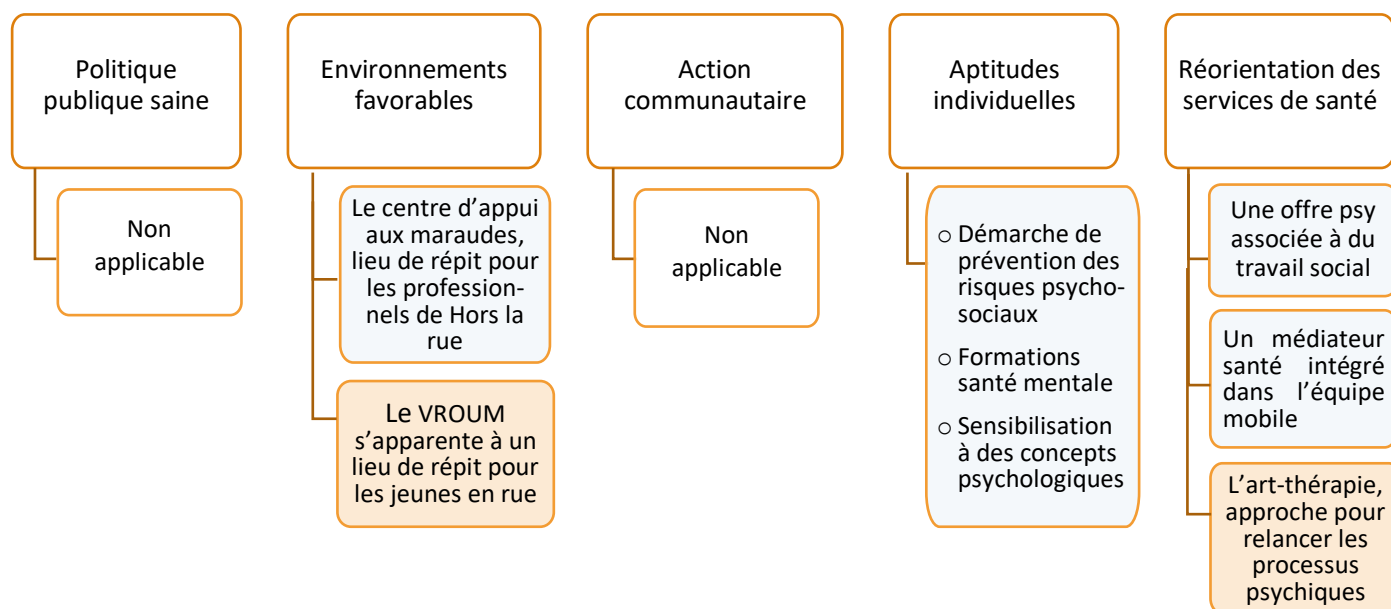 Politique
publique saine
Non
applicable
Environnements
favorables
Le centre d’appui
aux maraudes,
lieu de répit pour
les profession-
nels de Hors la
rue
Le VROUM
s’apparente à un
lieu de répit pour
les jeunes en rue
Action
communautaire
Non
applicable
Aptitudes
individuelles
o Démarche de
prévention des
risques psycho-
sociaux
o Formations
santé mentale
o Sensibilisation
à des concepts
psychologiques
Réorientation des
services de santé
Une offre psy
associée à du
travail social
Un médiateur
santé intégré
dans l’équipe
mobile
L’art-thérapie,
approche pour
relancer les
processus
psychiques